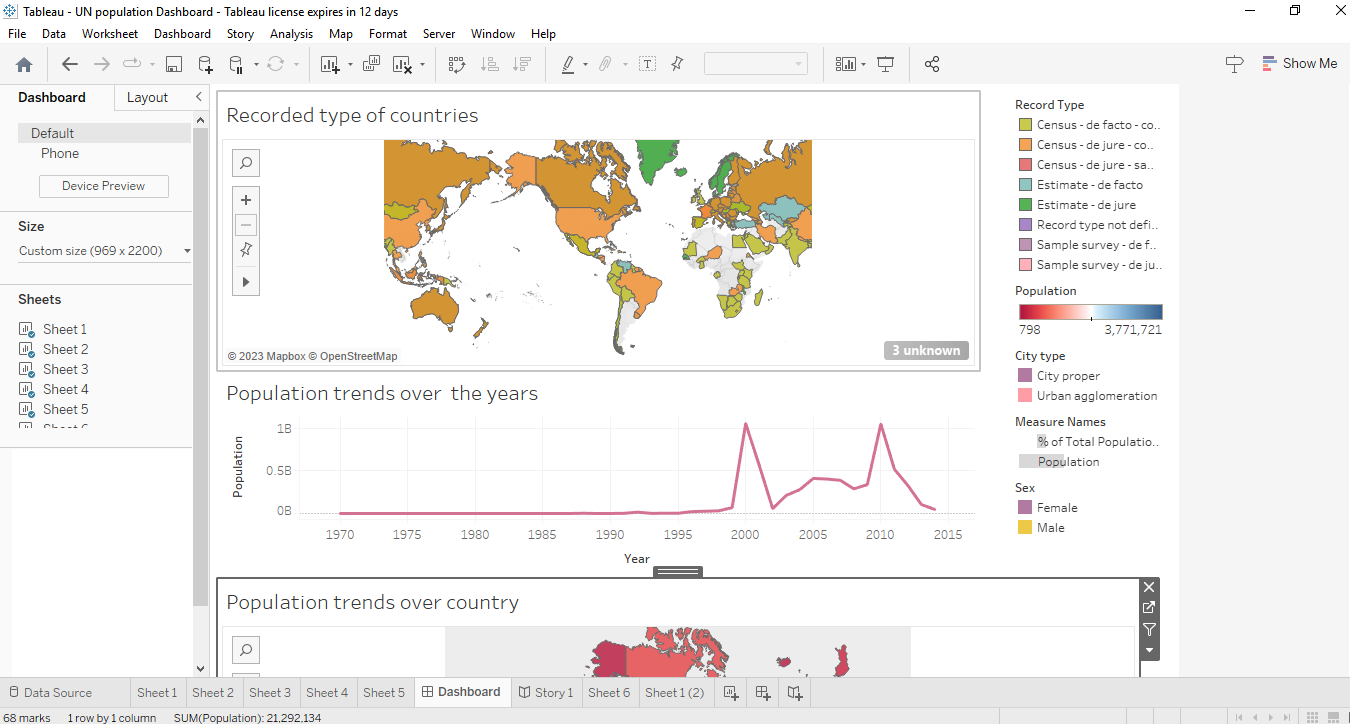 Tableau - UN population Dashboard - Tableau license expires in 12 days
File Data Worksheet Dashboard Story Analysis Map Format Server Window Help
Show Me
Dashboard Layout
Default
Phone
Device Preview
Size
Custom size (969 x 2200)
Sheets
Sheet 1
Sheet 2
Sheet 3
Sheet 4
Sheet 5
Recorded type of countries
© 2023 Mapbox © OpenStreetMap
3 unknown
Population trends over the years
Population
1B
0.5B
0B
1970 1975 1980 1985 1990 1995 2000 2005 2010 2015
Year
Population trends over country
Record Type
Census - de facto - co..
Census - de jure - co..
Census - de jure - sa..
Estimate - de facto
Estimate - de jure
Record type not defi..
Sample survey - de f..
Sample survey - de ju..
Population
798 3,771,721
City type
City proper
Urban agglomeration
Measure Names
% of Total Populatio..
Population
Sex
Female
Male
Data Source Sheet 1 Sheet 2 Sheet 3 Sheet 4 Sheet 5 Dashboard Story 1 Sheet 6 Sheet 1 (2)
68 marks 1 row by 1 column SUM(Population): 21,292,134